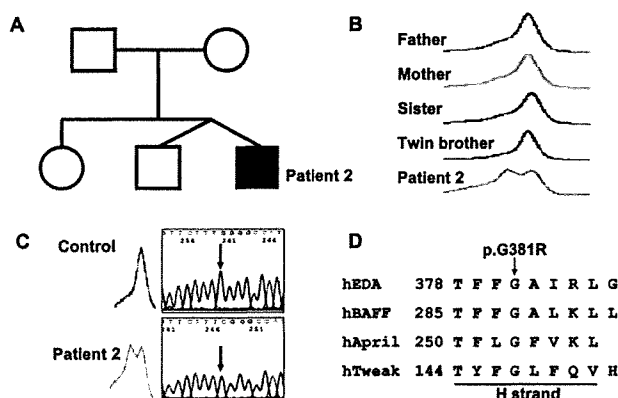 A
Patient 2
B
Father
Mother
Sister
Twin brother
Patient 2
C
Control
Patient 2
D
p.G381R
hEDA 378 T F F G A I R L G
hBAFF 285 T F F G A L K L L
hApril 250 T F L G F V K L
hTweak 144 T Y F G L F Q V H
H strand